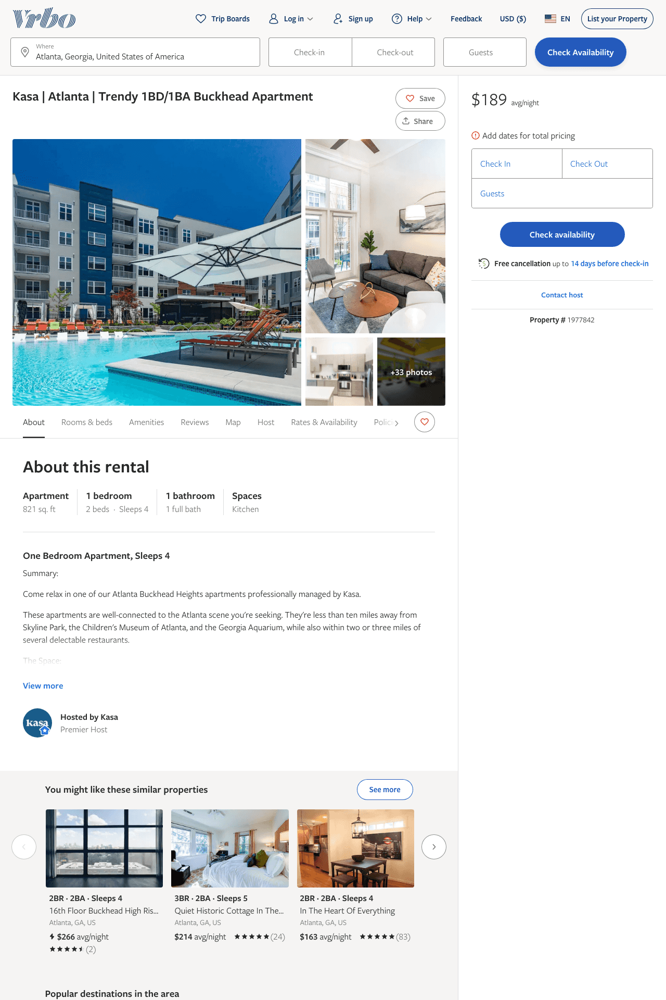 Vrbo
Trip Boards
Log in
Sign up
Help
Feedback
USD ($)
EN
List your Property
Where
Atlanta, Georgia, United States of America
Check-in
Check-out
Guests
Check Availability
Kasa | Atlanta | Trendy 1BD/1BA Buckhead Apartment
Save
Share
+33 photos
$189 avg/night
Add dates for total pricing
Check In
Check Out
Guests
Check availability
Free cancellation up to 14 days before check-in
Contact host
Property # 1977842
About
Rooms & beds
Amenities
Reviews
Map
Host
Rates & Availability
Polici
About this rental
Apartment
821 sq. ft
1 bedroom
2 beds · Sleeps 4
1 bathroom
1 full bath
Spaces
Kitchen
One Bedroom Apartment, Sleeps 4
Summary:
Come relax in one of our Atlanta Buckhead Heights apartments professionally managed by Kasa.
These apartments are well-connected to the Atlanta scene you're seeking. They're less than ten miles away from
Skyline Park, the Children's Museum of Atlanta, and the Georgia Aquarium, while also within two or three miles of
several delectable restaurants.
The Space:
View more
kasa
Hosted by Kasa
Premier Host
You might like these similar properties
See more
2BR · 2BA · Sleeps 4
16th Floor Buckhead High Ris...
Atlanta, GA, US
$266 avg/night
(2)
3BR · 2BA · Sleeps 5
Quiet Historic Cottage In The...
Atlanta, GA, US
$214 avg/night
(24)
2BR · 2BA · Sleeps 4
In The Heart Of Everything
Atlanta, GA, US
$163 avg/night
(83)
Popular destinations in the area